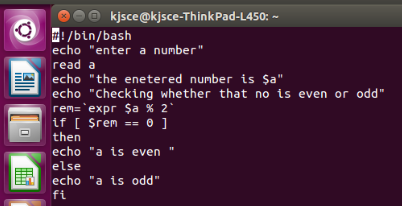 kjsce@kjsce-ThinkPad-L450: ~
#!/bin/bash
echo "enter a number"
read a
echo "the enetered number is $a"
echo "Checking whether that no is even or odd"
rem=`expr $a % 2`
if [ $rem == 0 ]
then
echo "a is even "
else
echo "a is odd"
fi